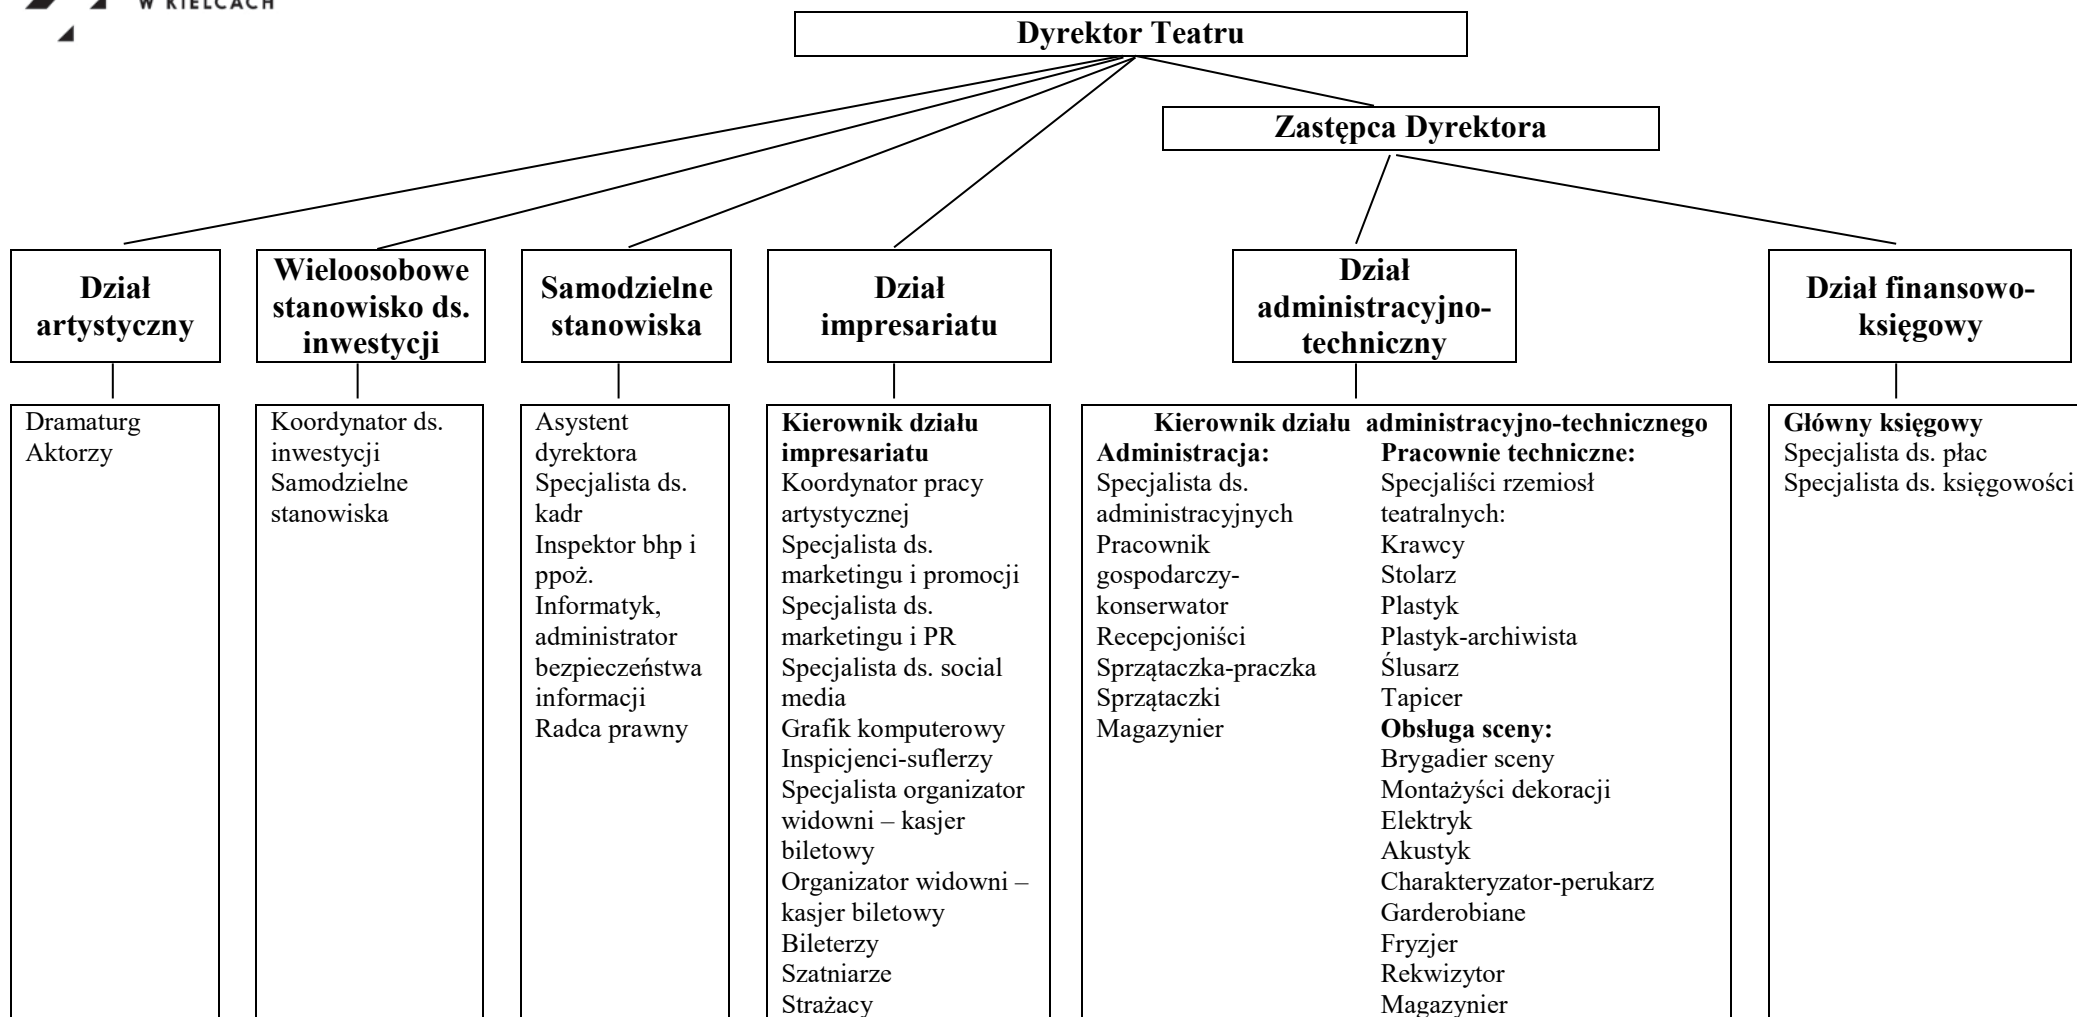 W KIELCACH
Dyrektor Teatru
Zastępca Dyrektora
Dział
artystyczny
Wieloosobowe
stanowisko ds.
inwestycji
Samodzielne
stanowiska
Dział
impresariatu
Dział
administracyjno-
techniczny
Dział finansowo-
księgowy
Dramaturg
Aktorzy
Koordynator ds.
inwestycji
Samodzielne
stanowiska
Asystent
dyrektora
Specjalista ds.
kadr
Inspektor bhp i
ppoż.
Informatyk,
administrator
bezpieczeństwa
informacji
Radca prawny
Kierownik działu
impresariatu
Koordynator pracy
artystycznej
Specjalista ds.
marketingu i promocji
Specjalista ds.
marketingu i PR
Specjalista ds. social
media
Grafik komputerowy
Inspicjenci-suflerzy
Specjalista organizator
widowni – kasjer
biletowy
Organizator widowni –
kasjer biletowy
Bileterzy
Szatniarze
Strażacy
Kierownik działu administracyjno-technicznego
Administracja:
Specjalista ds.
administracyjnych
Pracownik
gospodarczy-
konserwator
Recepcjoniści
Sprzątaczka-praczka
Sprzątaczki
Magazynier
Pracownie techniczne:
Specjaliści rzemiosł
teatralnych:
Krawcy
Stolarz
Plastyk
Plastyk-archiwista
Ślusarz
Tapicer
Obsługa sceny:
Brygadier sceny
Montażyści dekoracji
Elektryk
Akustyk
Charakteryzator-perukarz
Garderobiane
Fryzjer
Rekwizytor
Magazynier
Główny księgowy
Specjalista ds. płac
Specjalista ds. księgowości